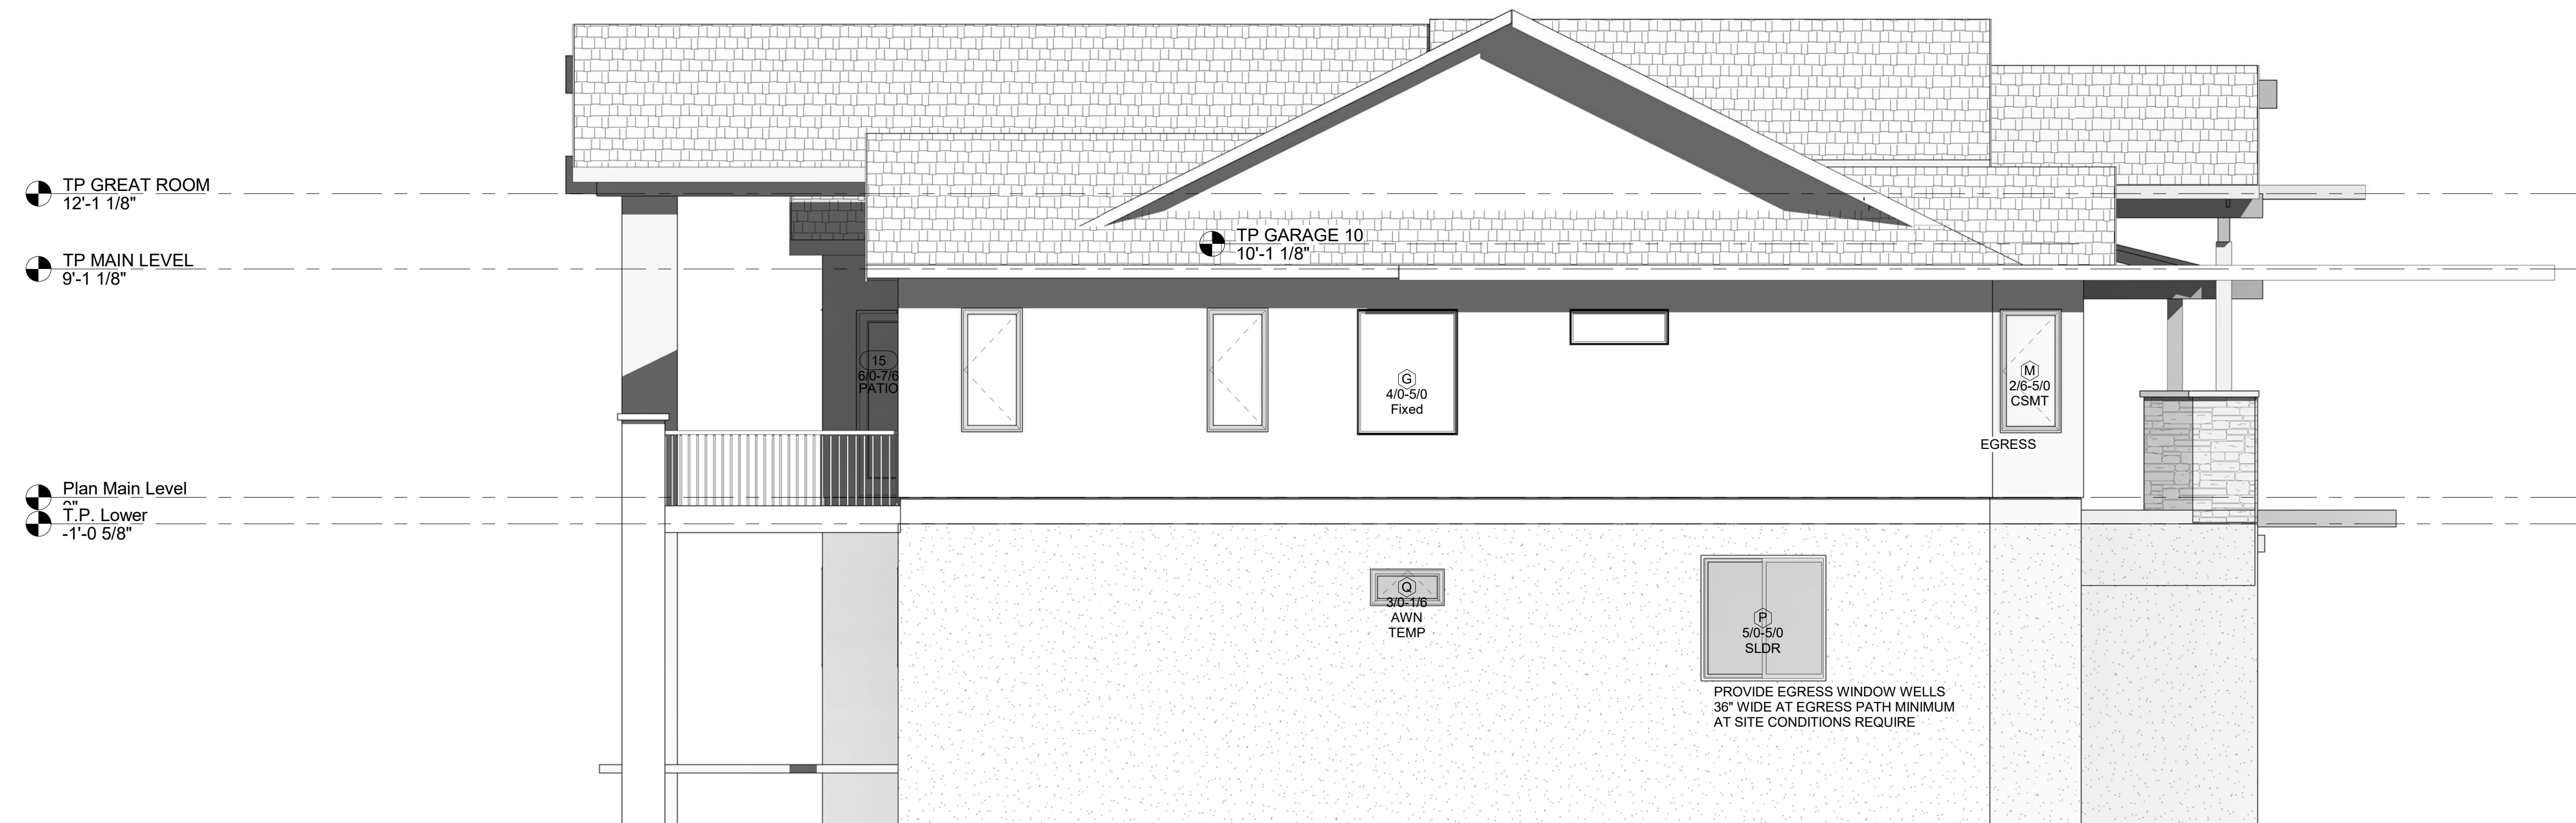 TP GREAT ROOM
12'-1 1/8"
TP GARAGE 10
10'-1 1/8"
TP MAIN LEVEL
9'-1 1/8"
15
6/0-7/6
PATIO
G
4/0-5/0
Fixed
M
2/6-5/0
CSMT
EGRESS
Plan Main Level
0"
T.P. Lower
-1'-0 5/8"
Q
3/0-1/6
AWN
TEMP
P
5/0-5/0
SLDR
PROVIDE EGRESS WINDOW WELLS
36" WIDE AT EGRESS PATH MINIMUM
AT SITE CONDITIONS REQUIRE